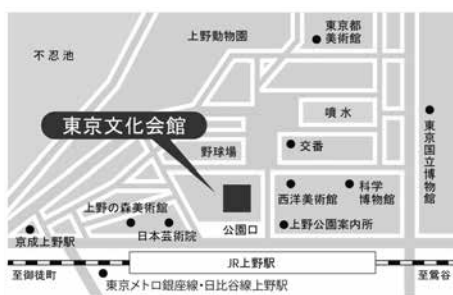 東京都
美術館
上野動物園
不忍池
噴水
東京文化会館
東京国立博物館
野球場
交番
西洋美術館
科学
博物館
上野の森美術館
日本芸術院
公園口
上野公園案内所
京成上野駅
JR上野駅
至御徒町
至鶯谷
東京メトロ銀座線・日比谷線上野駅